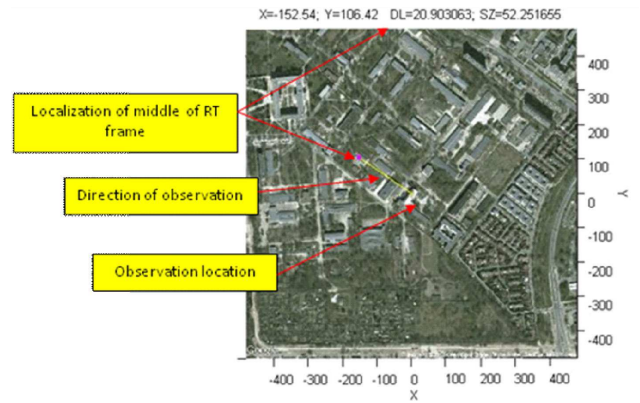 X=-152.54; Y=106.42 DL=20.903063; SZ=52.251655
Localization of middle of RT
frame
Direction of observation
Observation location
400
300
200
100
0
-100
-200
-300
-400
Y
-400 -300 -200 -100 0 100 200 300 400
X